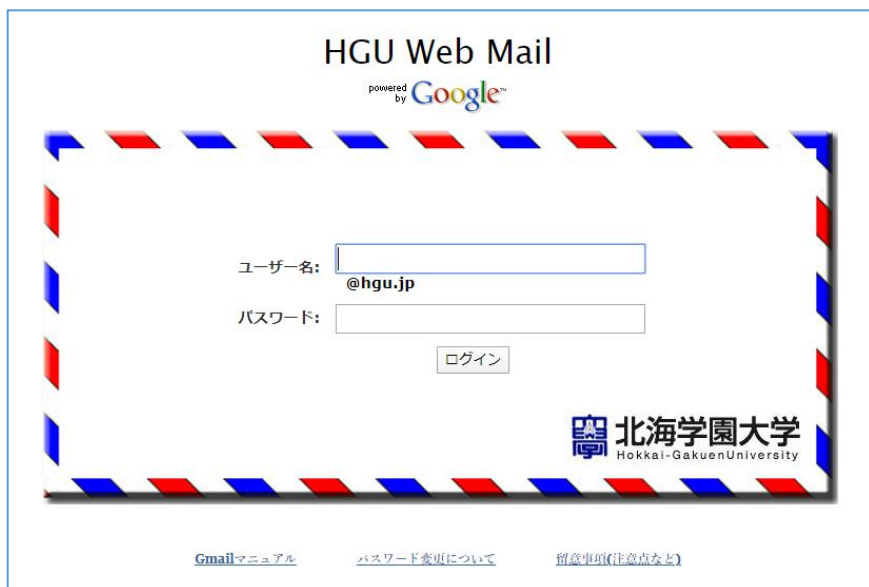 HGU Web Mail
powered by Google™
ユーザー名:
@hgu.jp
パスワード:
ログイン
北海学園大学
Hokkai-GakuenUniversity
Gmailマニュアル パスワード変更について 留意事項(注意点など)